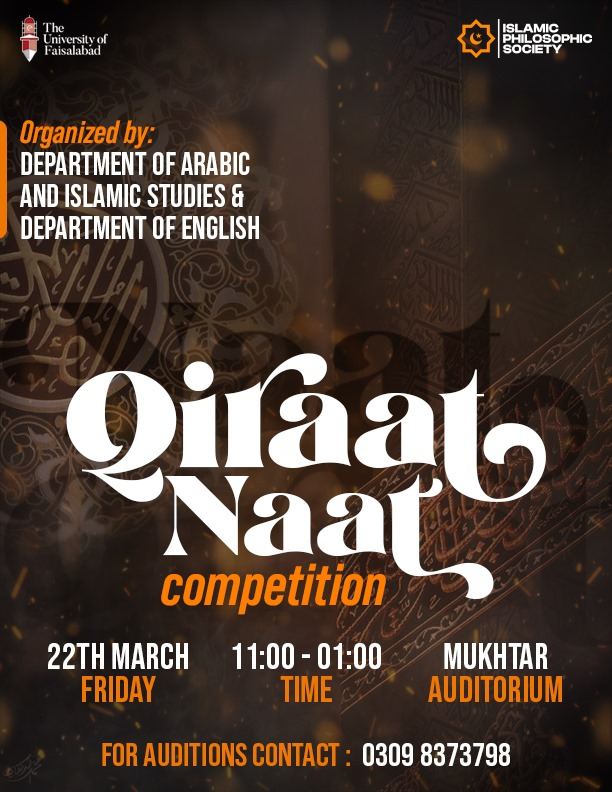 The
University of
Faisalabad
ISLAMIC
PHILOSOPHIC
SOCIETY
Organized by:
DEPARTMENT OF ARABIC
AND ISLAMIC STUDIES &
DEPARTMENT OF ENGLISH
Qiraat
Naat
competition
22TH MARCH
FRIDAY
11:00 - 01:00
TIME
MUKHTAR
AUDITORIUM
FOR AUDITIONS CONTACT : 0309 8373798